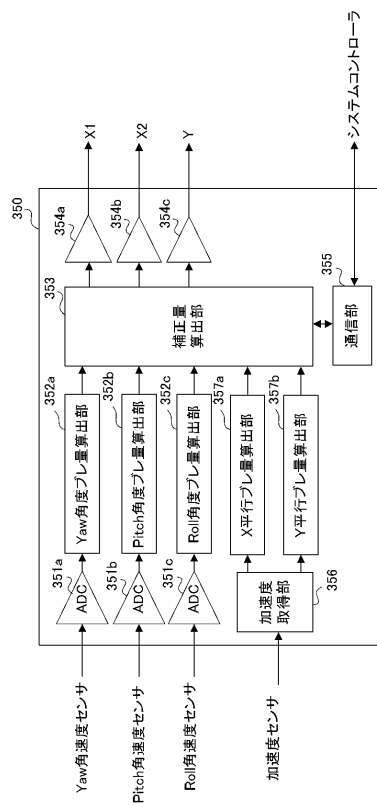 350
Yaw角速度センサ
ADC
351a
Yaw角度ブレ量算出部
352a
354a
X1
Pitch角速度センサ
ADC
351b
Pitch角度ブレ量算出部
352b
354b
X2
Roll角速度センサ
ADC
351c
Roll角度ブレ量算出部
352c
354c
Y
353
補正量
算出部
加速度センサ
加速度
取得部
356
X平行ブレ量算出部
357a
Y平行ブレ量算出部
357b
通信部
355
システムコントローラ